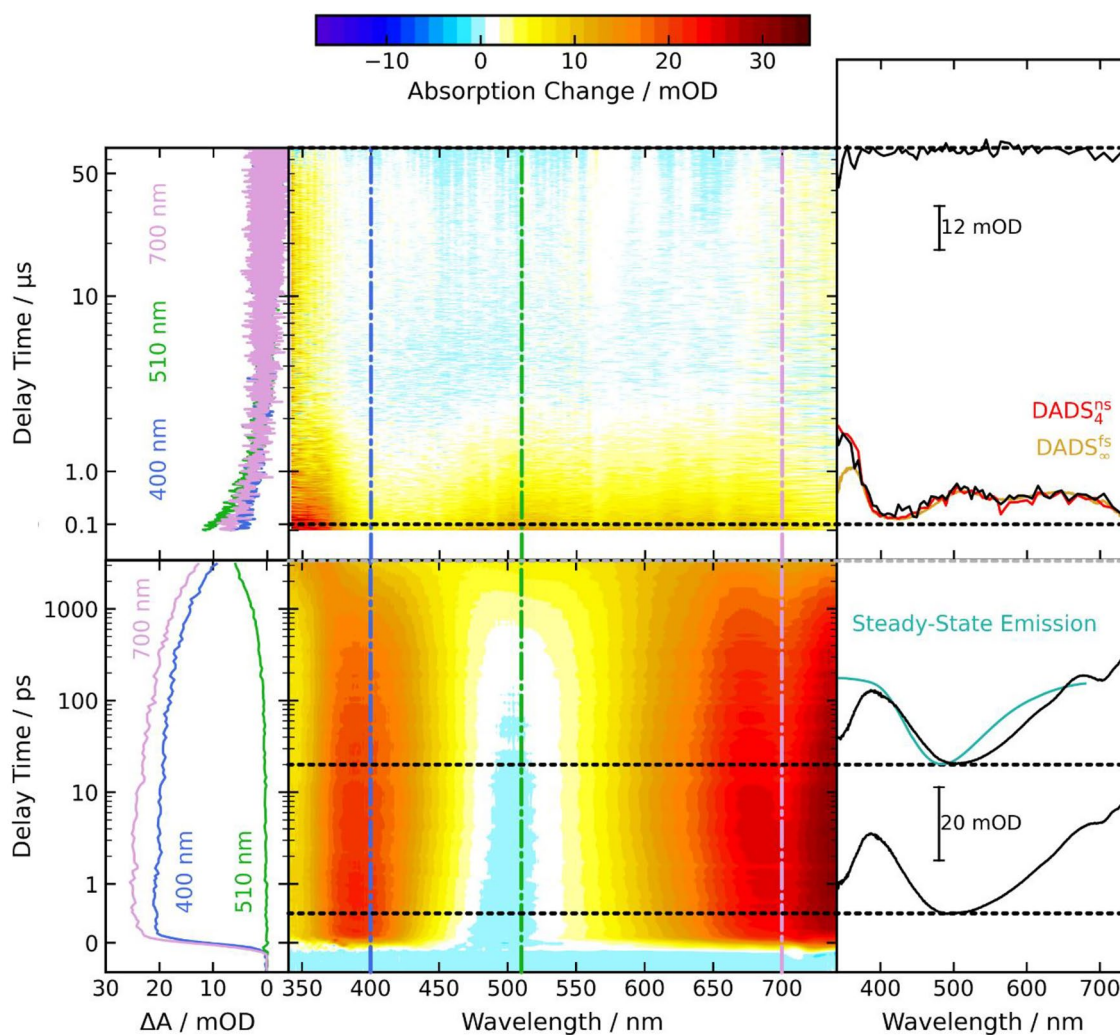 −10 0 10 20 30
Absorption Change / mOD
Delay Time / µs
50
10
1.0
0.1
700 nm
510 nm
400 nm
12 mOD
DADS₄ⁿˢ
DADS∞ᶠˢ
Delay Time / ps
1000
100
10
1
0
700 nm
400 nm
510 nm
Steady-State Emission
20 mOD
30 20 10 0
350 400 450 500 550 600 650 700
400 500 600 700
ΔA / mOD
Wavelength / nm
Wavelength / nm